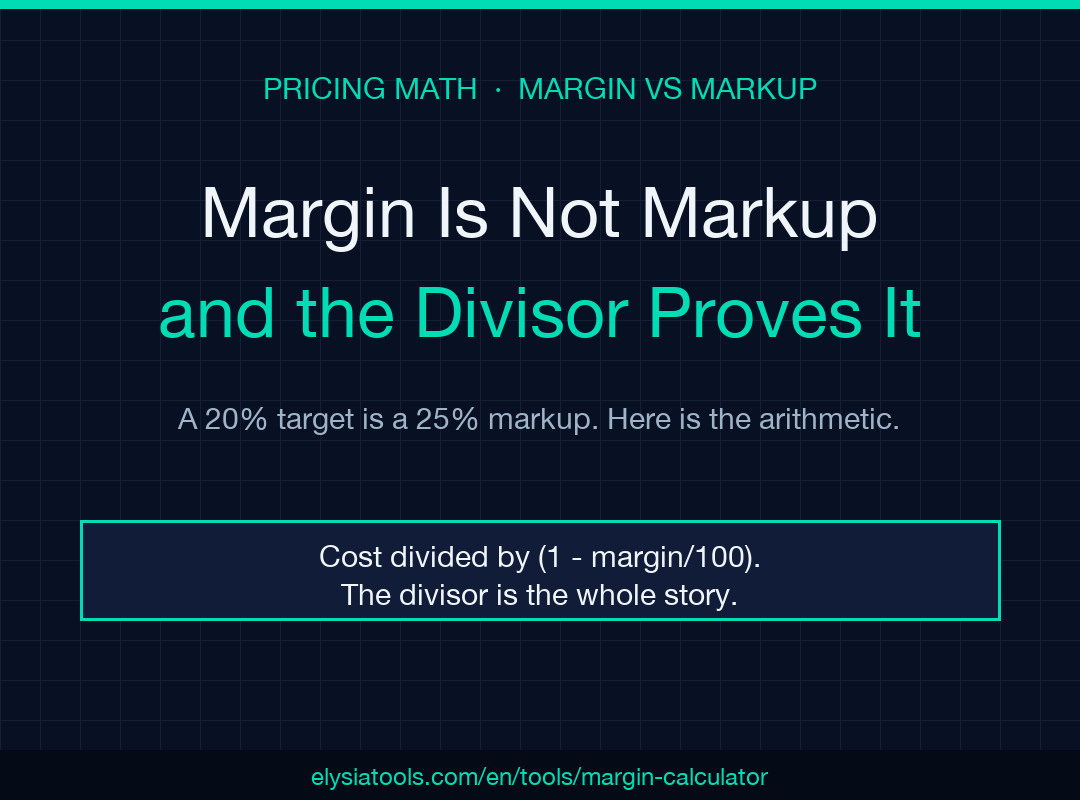 PRICING MATH · MARGIN VS MARKUP
Margin Is Not Markup
and the Divisor Proves It
A 20% target is a 25% markup. Here is the arithmetic.
Cost divided by (1 - margin/100).
The divisor is the whole story.
elysiatools.com/en/tools/margin-calculator